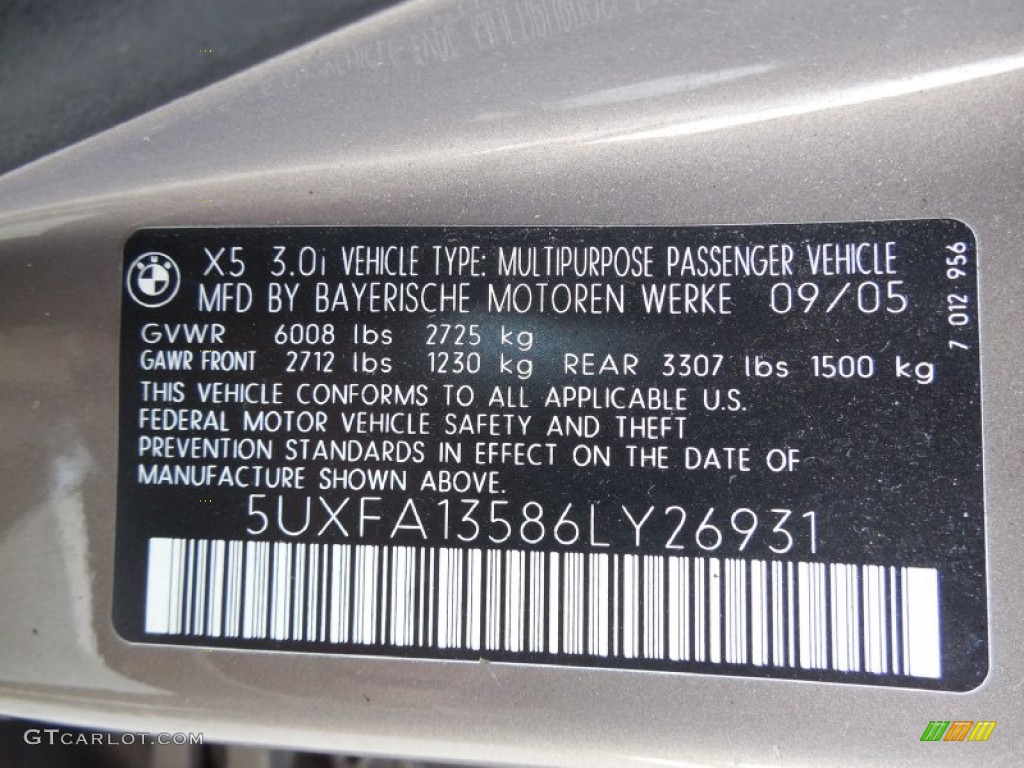 X5 3.0i VEHICLE TYPE: MULTIPURPOSE PASSENGER VEHICLE
MFD BY BAYERISCHE MOTOREN WERKE 09/05
GVWR 6008 lbs 2725 kg
GAWR FRONT 2712 lbs 1230 kg REAR 3307 lbs 1500 kg
THIS VEHICLE CONFORMS TO ALL APPLICABLE U.S.
FEDERAL MOTOR VEHICLE SAFETY AND THEFT
PREVENTION STANDARDS IN EFFECT ON THE DATE OF
MANUFACTURE SHOWN ABOVE.
5UXFA13586LY26931
7 012 956
GTCARLOT.COM